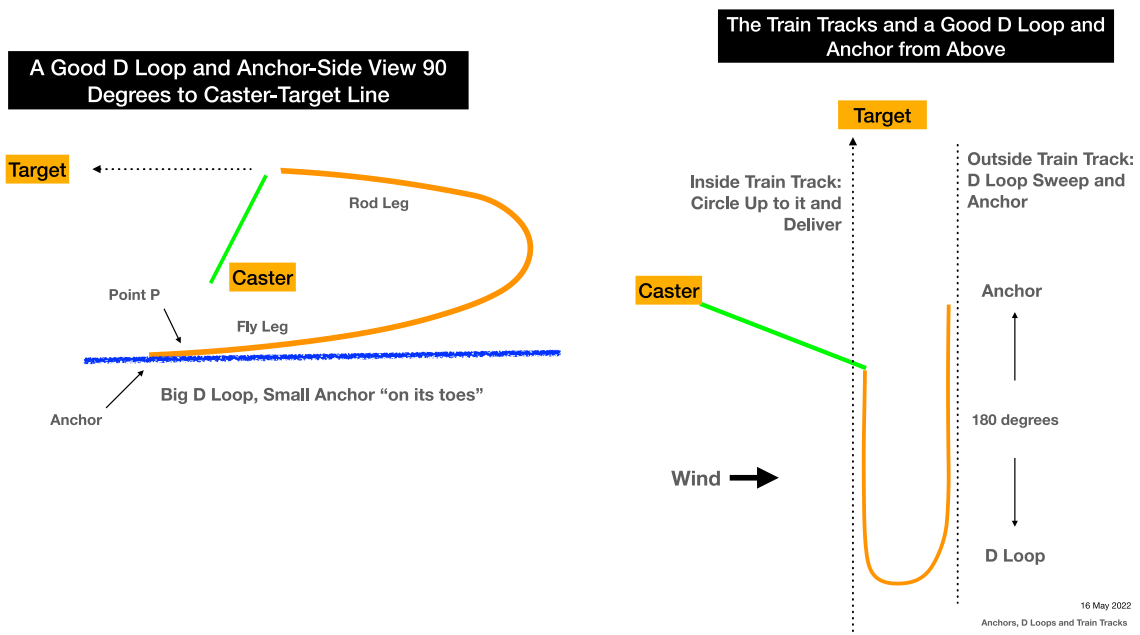 A Good D Loop and Anchor-Side View 90
Degrees to Caster-Target Line
Target
Rod Leg
Caster
Point P
Fly Leg
Big D Loop, Small Anchor “on its toes”
Anchor
The Train Tracks and a Good D Loop and
Anchor from Above
Target
Inside Train Track:
Circle Up to it and
Deliver
Outside Train Track:
D Loop Sweep and
Anchor
Caster
Anchor
180 degrees
Wind
D Loop
16 May 2022
Anchors, D Loops and Train Tracks